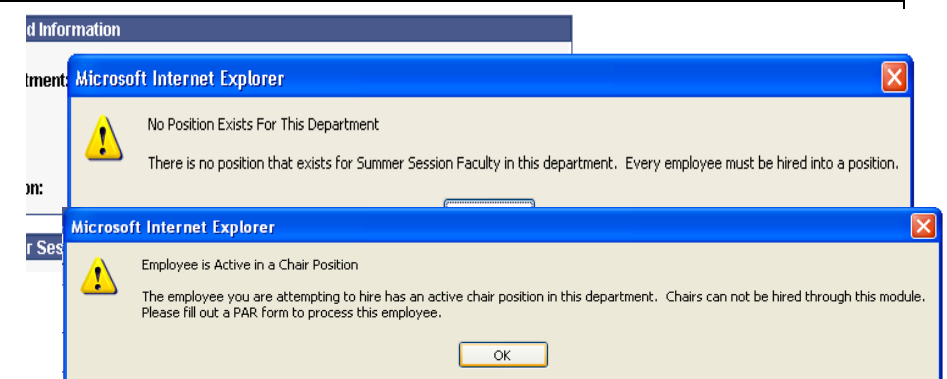 d Information
tment:
Microsoft Internet Explorer
No Position Exists For This Department
There is no position that exists for Summer Session Faculty in this department. Every employee must be hired into a position.
on:
Microsoft Internet Explorer
r Ses
Employee is Active in a Chair Position
The employee you are attempting to hire has an active chair position in this department. Chairs can not be hired through this module.
Please fill out a PAR form to process this employee.
OK